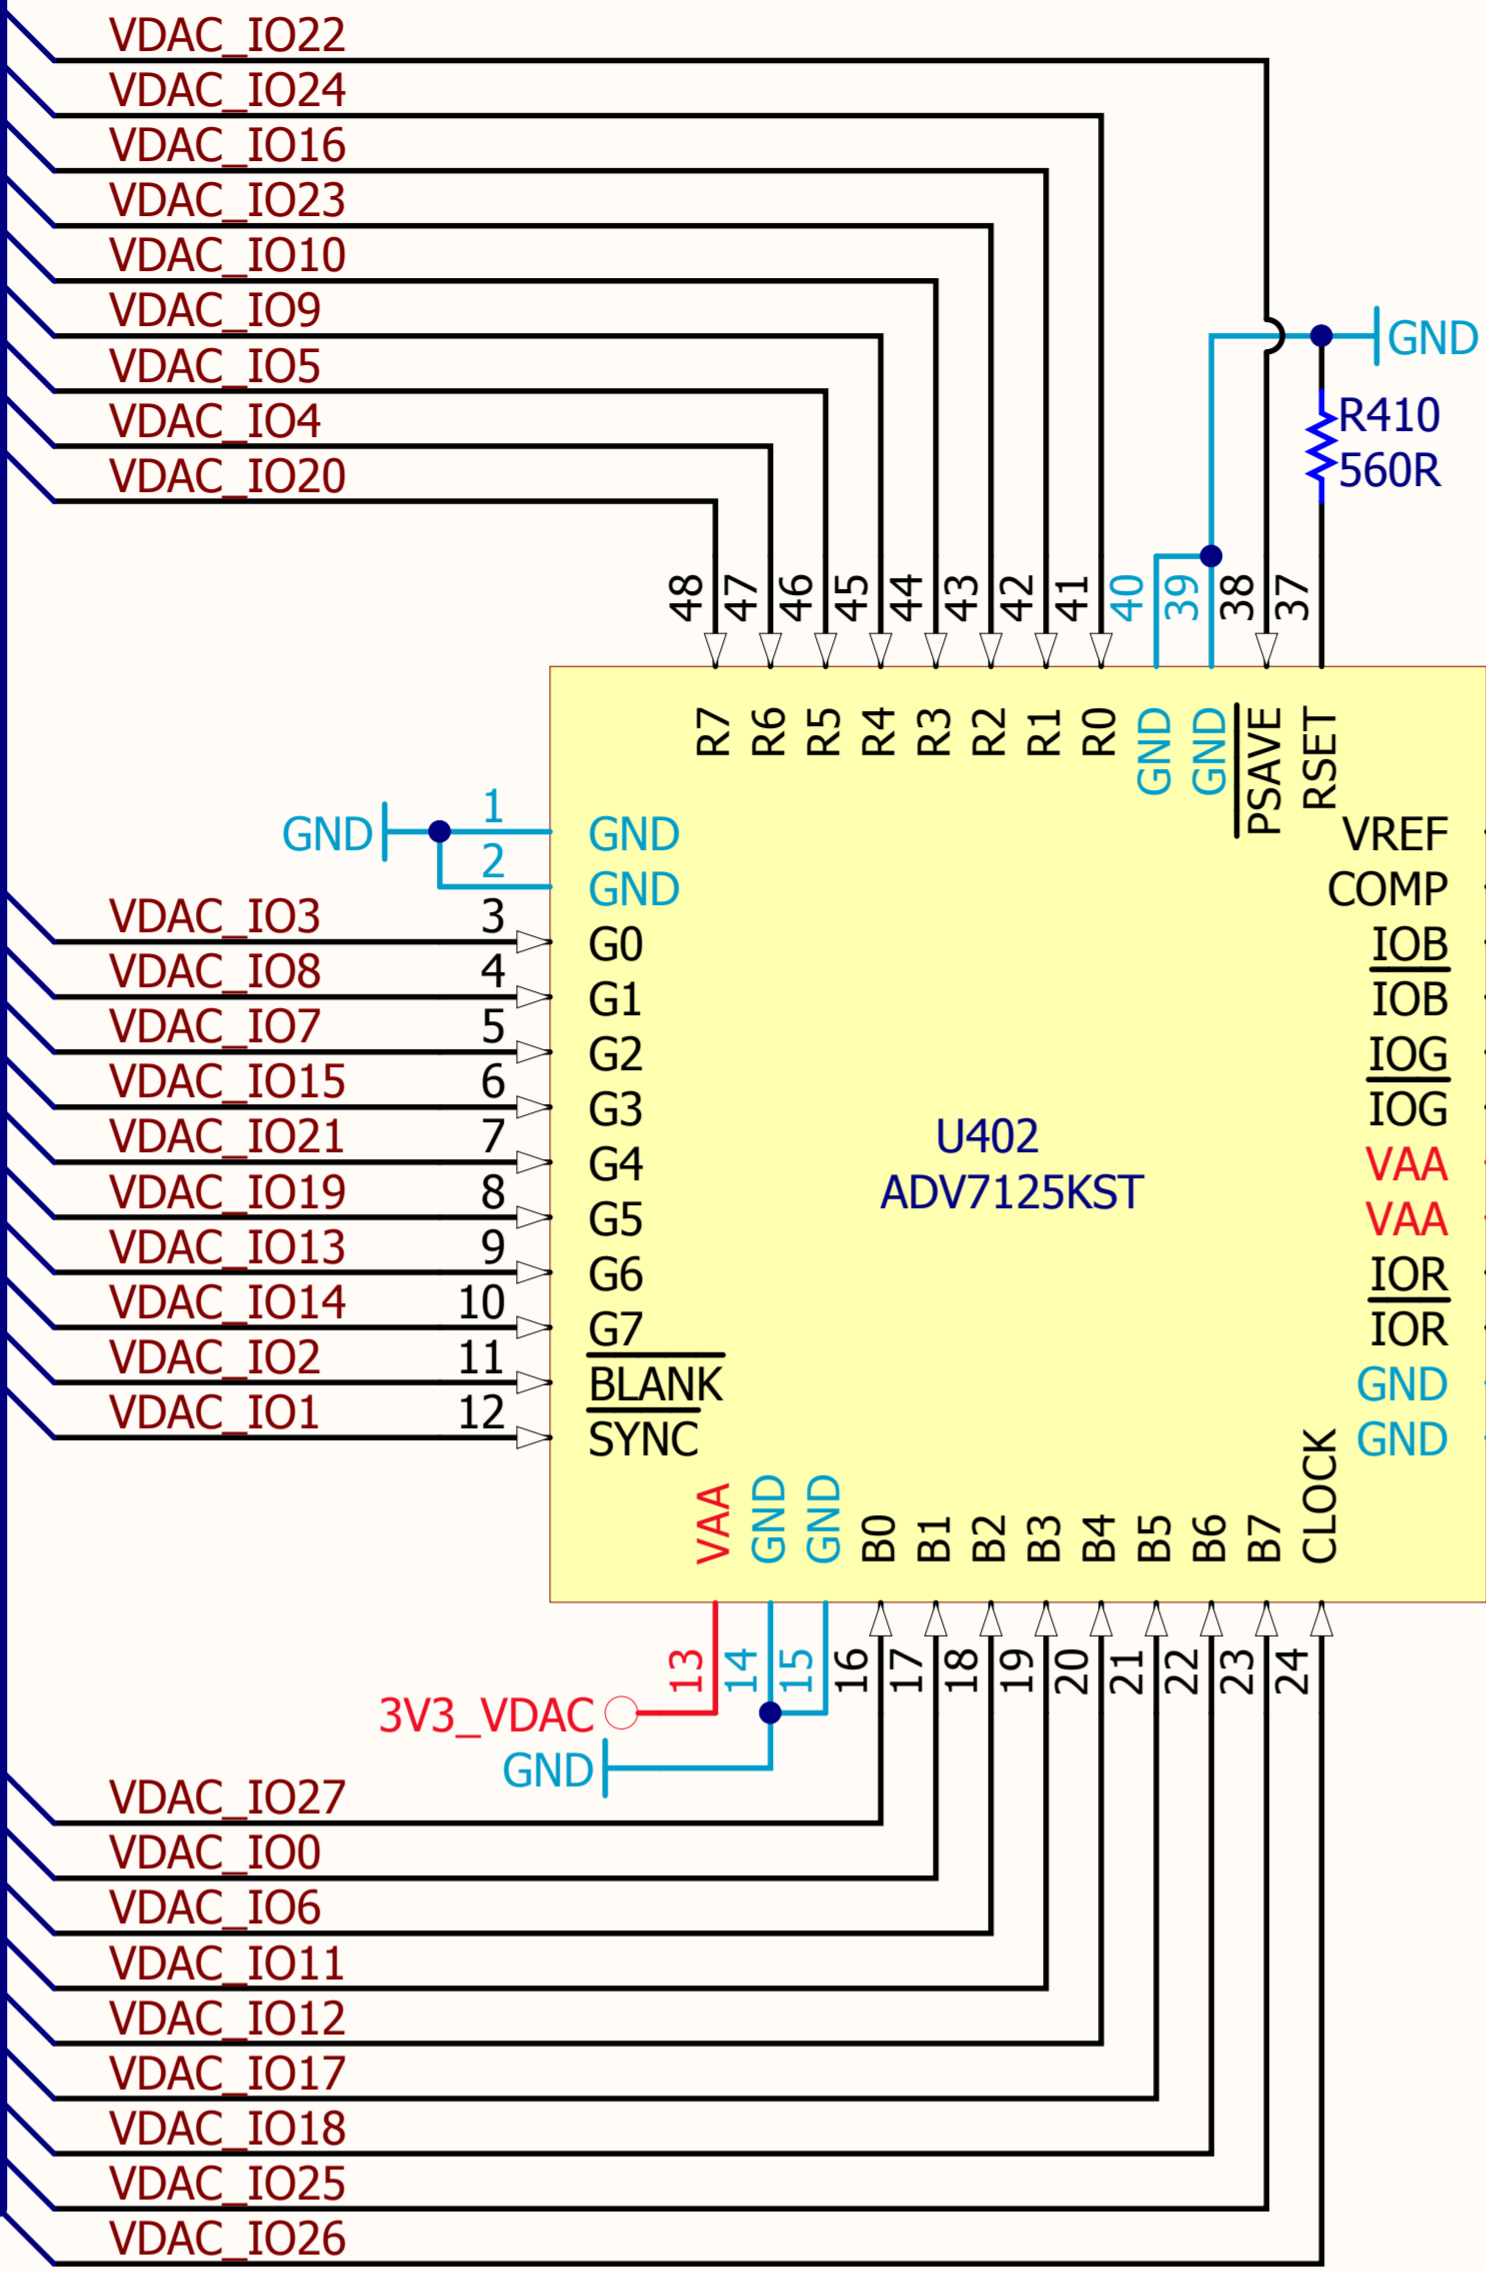 VDAC_IO22
VDAC_IO24
VDAC_IO16
VDAC_IO23
VDAC_IO10
VDAC_IO9
GND
VDAC_IO5
R410
VDAC_IO4
560R
VDAC_IO20
48 47 46 45 44 43 42 41 40 39 38 37
R7 R6 R5 R4 R3 R2 R1 R0 GND GND PSAVE RSET
GND 1 GND VREF
2 GND COMP
VDAC_IO3 3 G0 IOB
VDAC_IO8 4 G1 IOB
VDAC_IO7 5 G2 IOG
VDAC_IO15 6 G3 IOG
U402
VDAC_IO21 7 G4 VAA
ADV7125KST
VDAC_IO19 8 G5 VAA
VDAC_IO13 9 G6 IOR
VDAC_IO14 10 G7 IOR
VDAC_IO2 11 BLANK GND
VDAC_IO1 12 SYNC GND
VAA GND GND B0 B1 B2 B3 B4 B5 B6 B7 CLOCK
13 14 15 16 17 18 19 20 21 22 23 24
3V3_VDAC
GND
VDAC_IO27
VDAC_IO0
VDAC_IO6
VDAC_IO11
VDAC_IO12
VDAC_IO17
VDAC_IO18
VDAC_IO25
VDAC_IO26